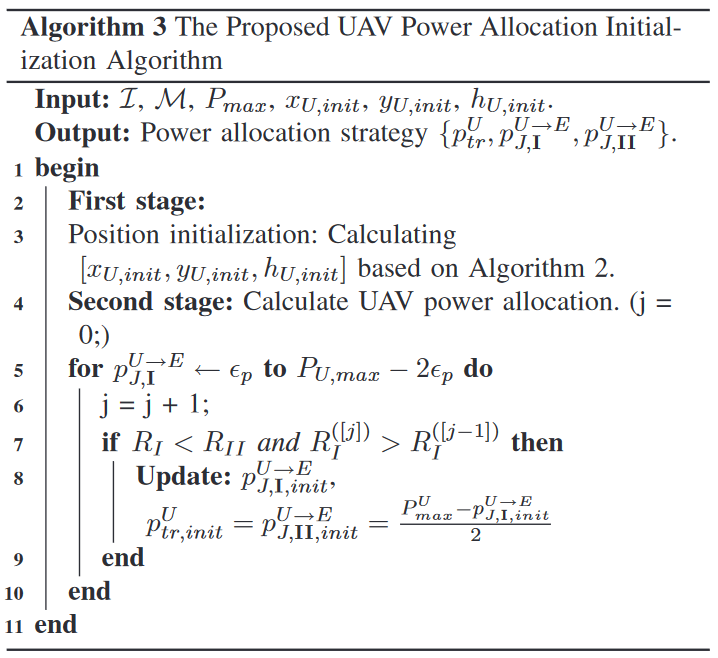 Algorithm 3 The Proposed UAV Power Allocation Initial-
ization Algorithm
Input: $\mathcal{I}$, $\mathcal{M}$, $P_{max}$, $x_{U,init}$, $y_{U,init}$, $h_{U,init}$.
Output: Power allocation strategy $\{p_{tr}^{U}, p_{J,\mathbf{I}}^{U \to E}, p_{J,\mathbf{II}}^{U \to E}\}$.
1 begin
2 First stage:
3 Position initialization: Calculating
$[x_{U,init}, y_{U,init}, h_{U,init}]$ based on Algorithm 2.
4 Second stage: Calculate UAV power allocation. (j =
0;)
5 for $p_{J,\mathbf{I}}^{U \to E} \leftarrow \epsilon_p$ to $P_{U,max} - 2\epsilon_p$ do
6 j = j + 1;
7 if $R_I < R_{II}$ and $R_I^{([j])} > R_I^{([j-1])}$ then
8 Update: $p_{J,\mathbf{I},init}^{U \to E}$,
$p_{tr,init}^{U} = p_{J,\mathbf{II},init}^{U \to E} = \frac{P_{max}^{U} - p_{J,\mathbf{I},init}^{U \to E}}{2}$
9 end
10 end
11 end